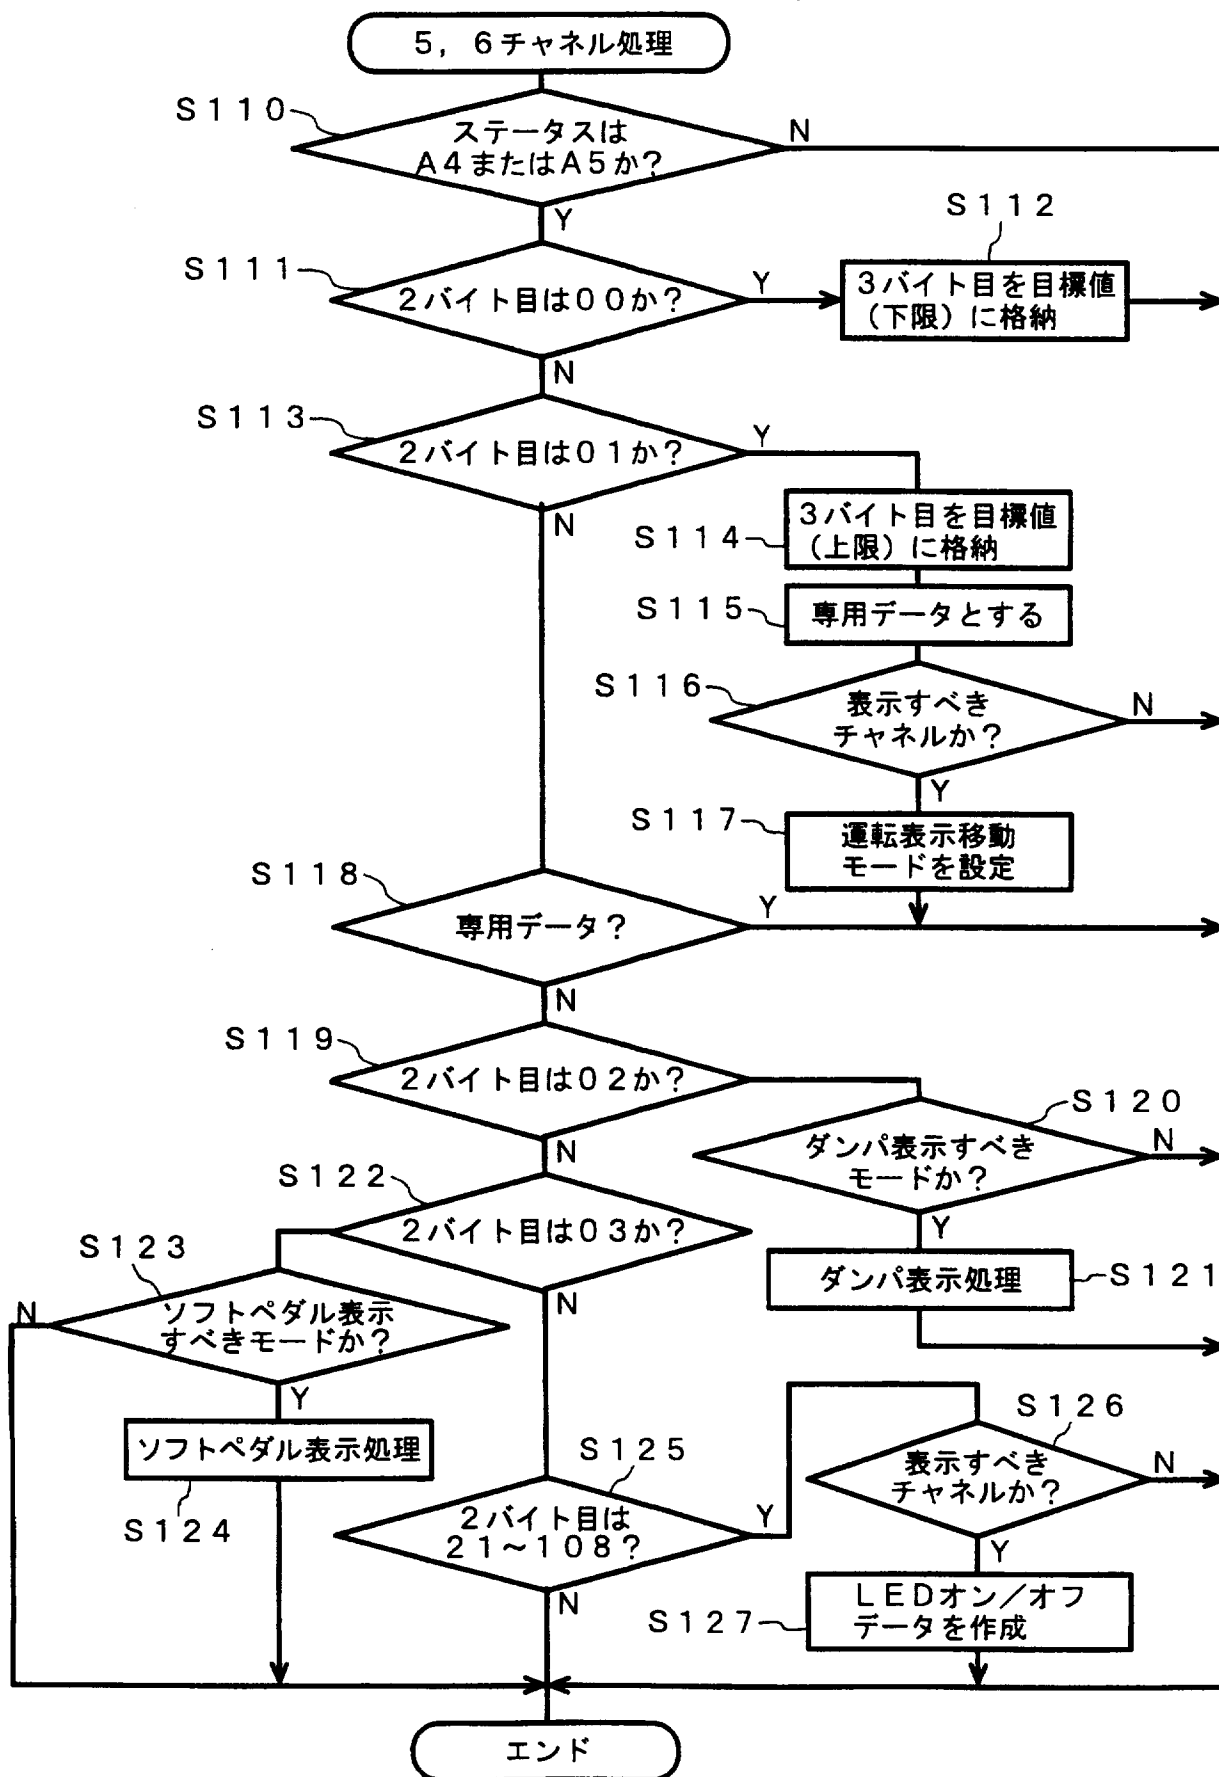 5，6チャネル処理
S110
ステータスは
A4またはA5か？
N
Y
S112
S111
2バイト目は00か？
Y
3バイト目を目標値
（下限）に格納
N
S113
2バイト目は01か？
Y
N
S114
3バイト目を目標値
（上限）に格納
S115
専用データとする
S116
表示すべき
チャネルか？
N
Y
S117
運転表示移動
モードを設定
S118
専用データ？
Y
N
S119
2バイト目は02か？
S120
ダンパ表示すべき
モードか？
N
N
S122
2バイト目は03か？
Y
S123
ダンパ表示処理
S121
N
ソフトペダル表示
すべきモードか？
N
Y
S126
ソフトペダル表示処理
S125
表示すべき
チャネルか？
N
S124
2バイト目は
21～108？
Y
Y
N
LEDオン／オフ
データを作成
S127
エンド